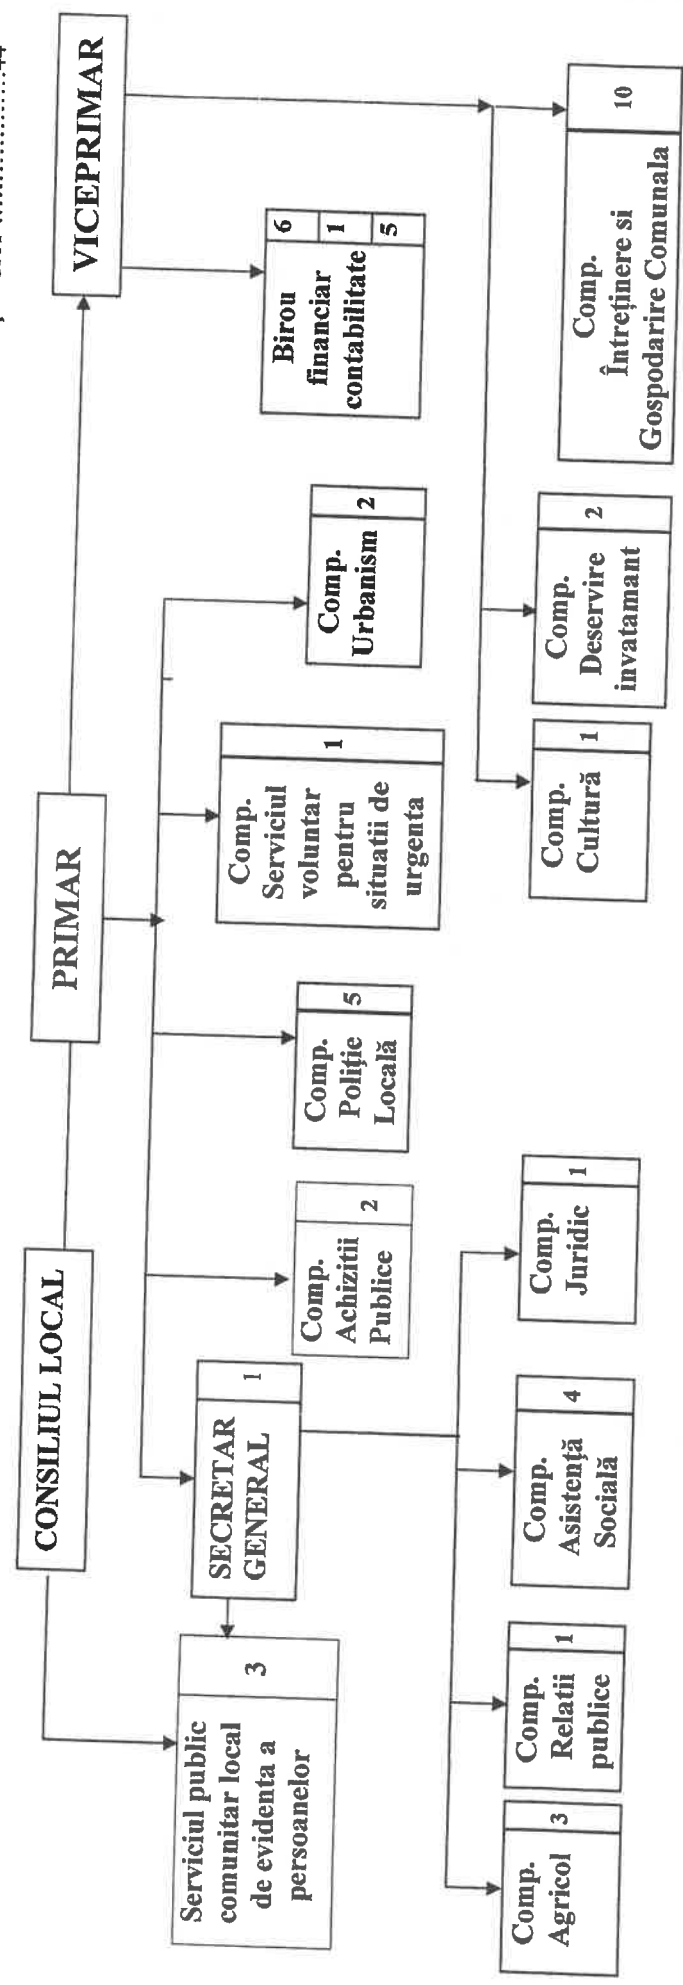 CONSILIUL LOCAL
PRIMAR
VICEPRIMAR
Serviciul public
comunitar local
de evidenta a
persoanelor
3
SECRETAR
GENERAL
1
Comp.
Achizitii
Publice
2
Comp.
Poliție
Locală
5
Comp.
Serviciul
voluntar
pentru
situatii de
urgenta
1
Comp.
Urbanism
2
Birou
financiar
contabilitate
6
1
5
Comp.
Agricol
3
Comp.
Relatii
publice
1
Comp.
Asistență
Socială
4
Comp.
Juridic
1
Comp.
Cultură
1
Comp.
Deservire
invatamant
2
Comp.
Întreținere si
Gospodarire Comunala
10